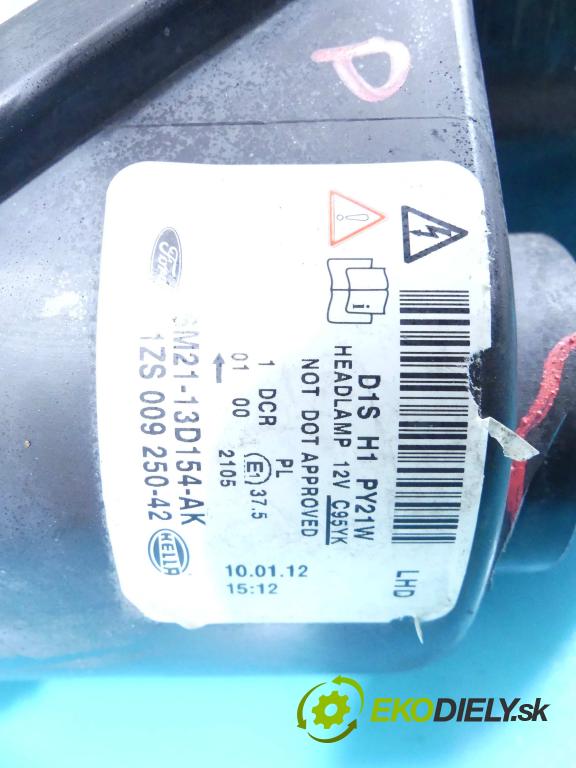 P
Ford
M21-13D154-AK
1ZS 009 250-42
HELLA
1 DCR PL
01 00 2105
E1 37.5
D1S H1 PY21W
HEADLAMP 12V C95YK
NOT DOT APPROVED
LHD
10.01.12
15:12
EKODIELY.sk